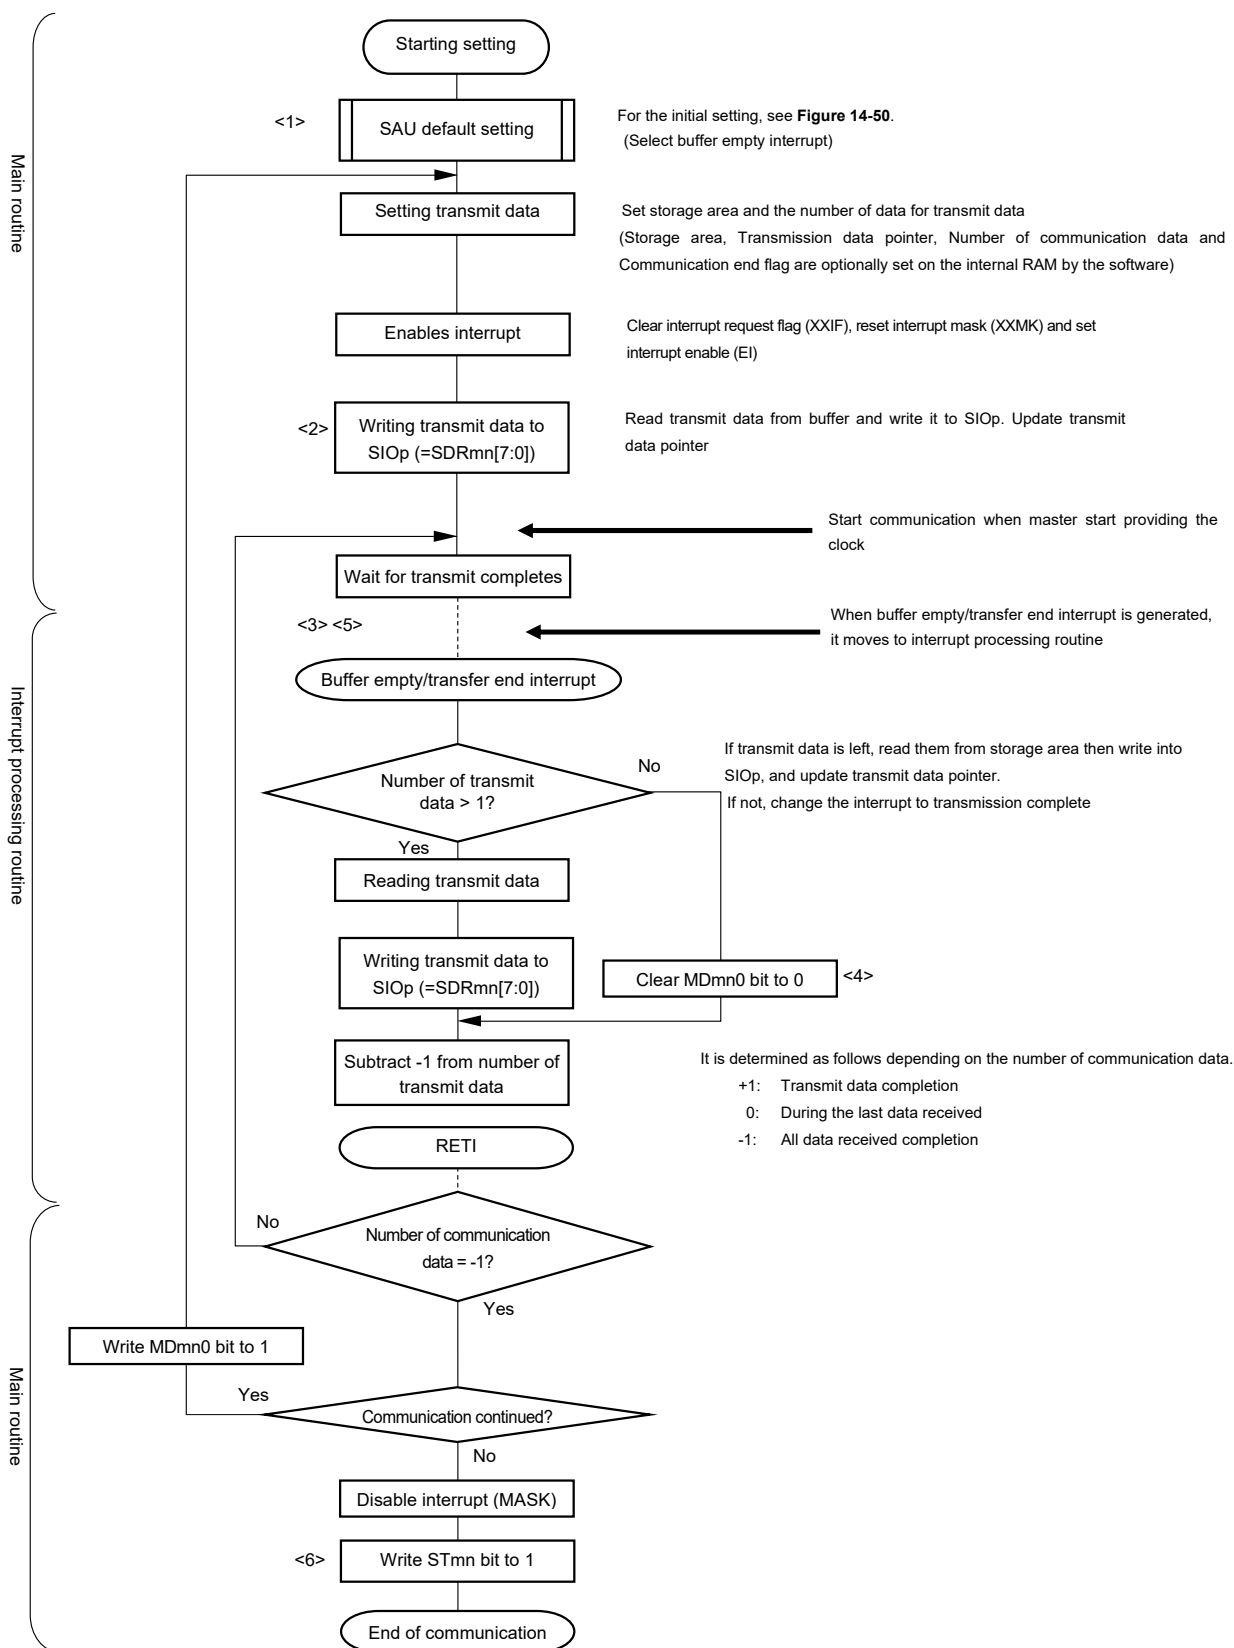 Starting setting
<1>
SAU default setting
For the initial setting, see Figure 14-50.
(Select buffer empty interrupt)
Main routine
Setting transmit data
Set storage area and the number of data for transmit data
(Storage area, Transmission data pointer, Number of communication data and
Communication end flag are optionally set on the internal RAM by the software)
Enables interrupt
Clear interrupt request flag (XXIF), reset interrupt mask (XXMK) and set
interrupt enable (EI)
<2>
Writing transmit data to
SIOp (=SDRmn[7:0])
Read transmit data from buffer and write it to SIOp. Update transmit
data pointer
Start communication when master start providing the
clock
Wait for transmit completes
<3> <5>
When buffer empty/transfer end interrupt is generated,
it moves to interrupt processing routine
Buffer empty/transfer end interrupt
Interrupt processing routine
Number of transmit
data > 1?
No
If transmit data is left, read them from storage area then write into
SIOp, and update transmit data pointer.
If not, change the interrupt to transmission complete
Yes
Reading transmit data
Writing transmit data to
SIOp (=SDRmn[7:0])
Clear MDmn0 bit to 0
<4>
Subtract -1 from number of
transmit data
It is determined as follows depending on the number of communication data.
+1: Transmit data completion
0: During the last data received
-1: All data received completion
RETI
No
Number of communication
data = -1?
Yes
Write MDmn0 bit to 1
Main routine
Yes
Communication continued?
No
Disable interrupt (MASK)
<6>
Write STmn bit to 1
End of communication